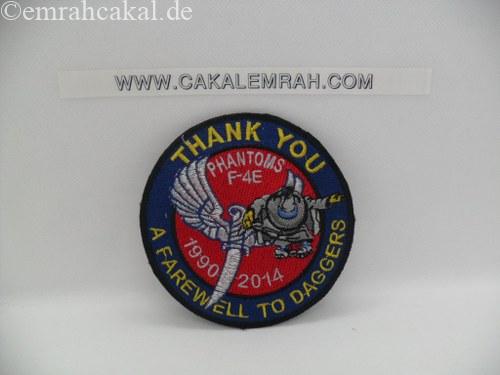 ©emrahcakal.de
WWW.CAKALEMRAH.COM
THANK YOU
PHANTOMS
F-4E
1990-2014
A FAREWELL TO DAGGERS